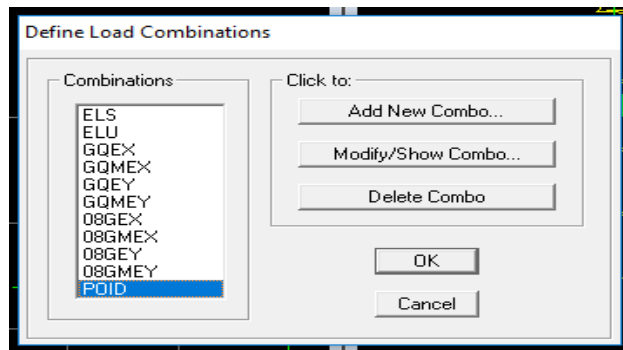 Define Load Combinations
Combinations
ELS
ELU
GQEX
GQMEX
GQEY
GQMEY
08GEX
08GMEX
08GEY
08GMEY
POID
Click to:
Add New Combo...
Modify/Show Combo...
Delete Combo
OK
Cancel